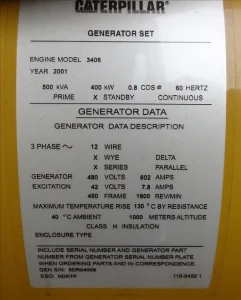 CATERPILLAR®
GENERATOR SET
ENGINE MODEL 3406
YEAR 2001
500 kVA 400 kW 0.8 COS ø 60 HERTZ
PRIME X STANDBY CONTINUOUS
GENERATOR DATA
GENERATOR DATA DESCRIPTION
3 PHASE 12 WIRE
X WYE DELTA
X SERIES PARALLEL
GENERATOR 480 VOLTS 602 AMPS
EXCITATION 42 VOLTS 7.8 AMPS
450 FRAME 1800 REV/MIN
MAXIMUM TEMPERATURE RISE 130 °C BY RESISTANCE
40 °C AMBIENT 1000 METERS ALTITUDE
CLASS H INSULATION
ENCLOSURE TYPE
INCLUDE SERIAL NUMBER AND GENERATOR PART
NUMBER FROM GENERATOR SERIAL NUMBER PLATE
WHEN ORDERING PARTS AND IN CORRESPONDENCE
GEN S/N:
ESO: